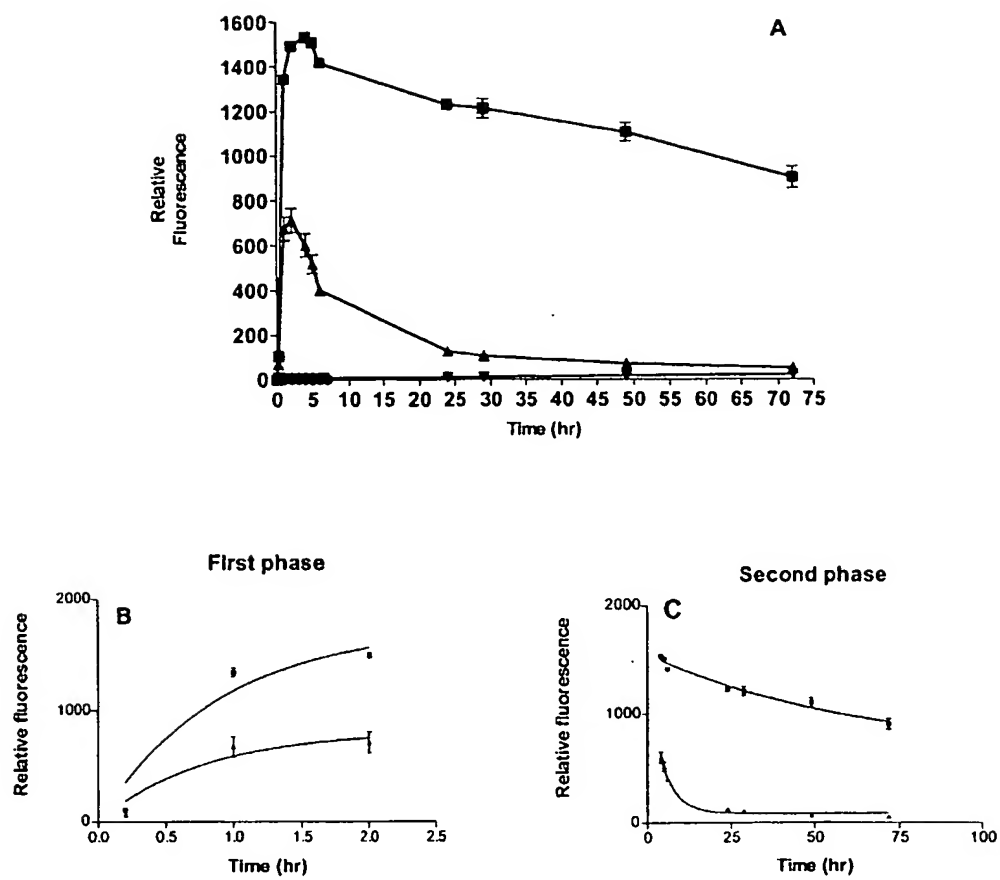 A
1600
1400
1200
1000
800
600
400
200
0
Relative
Fluorescence
0 5 10 15 20 25 30 35 40 45 50 55 60 65 70 75
Time (hr)
First phase
B
2000
1000
0
Relative fluorescence
0.0 0.5 1.0 1.5 2.0 2.5
Time (hr)
Second phase
C
2000
1000
0
Relative fluorescence
0 25 50 75 100
Time (hr)